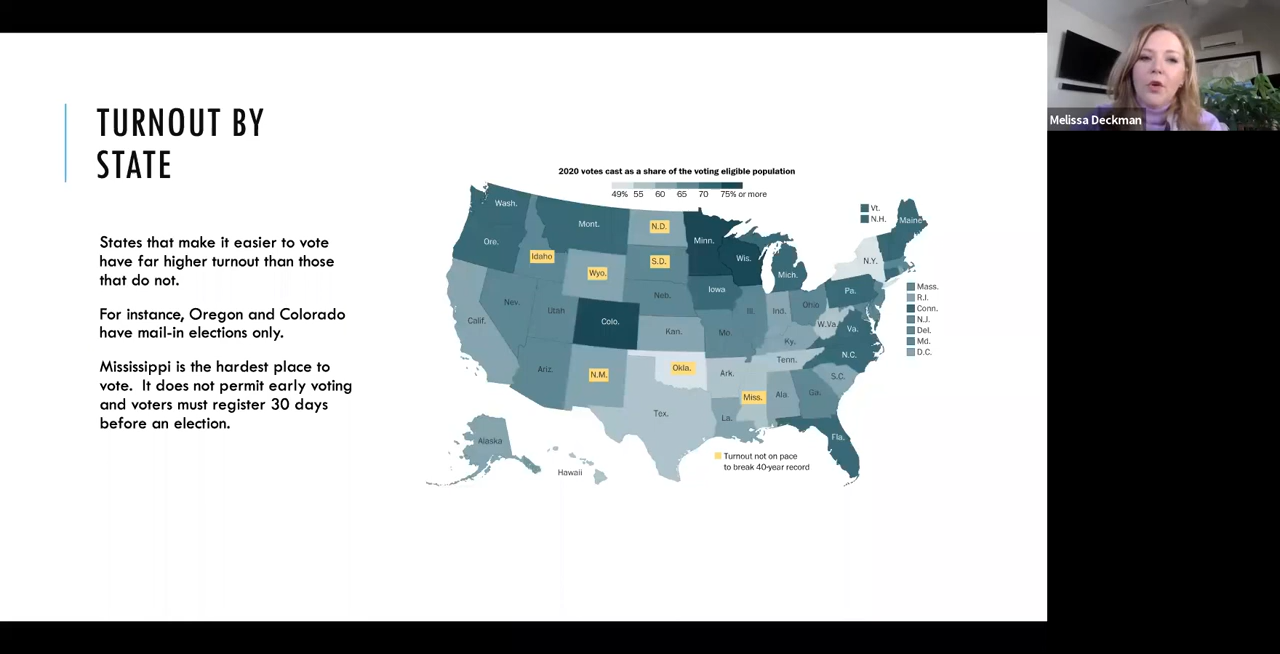 TURNOUT BY
STATE
States that make it easier to vote
have far higher turnout than those
that do not.
For instance, Oregon and Colorado
have mail-in elections only.
Mississippi is the hardest place to
vote. It does not permit early voting
and voters must register 30 days
before an election.
2020 votes cast as a share of the voting eligible population
49% 55 60 65 70 75% or more
Wash.
Mont.
N.D.
Minn.
Vt.
N.H.
Maine
Ore.
Idaho
Wyo.
S.D.
Wis.
Mich.
N.Y.
Nev.
Utah
Colo.
Neb.
Iowa
Ill.
Ind.
Ohio
Pa.
Mass.
R.I.
Conn.
N.J.
Del.
Md.
D.C.
Calif.
Kan.
Mo.
Ky.
W.Va.
Va.
Ariz.
N.M.
Okla.
Ark.
Tenn.
N.C.
S.C.
Tex.
La.
Miss.
Ala.
Ga.
Fla.
Alaska
Hawaii
Turnout not on pace
to break 40-year record
Melissa Deckman